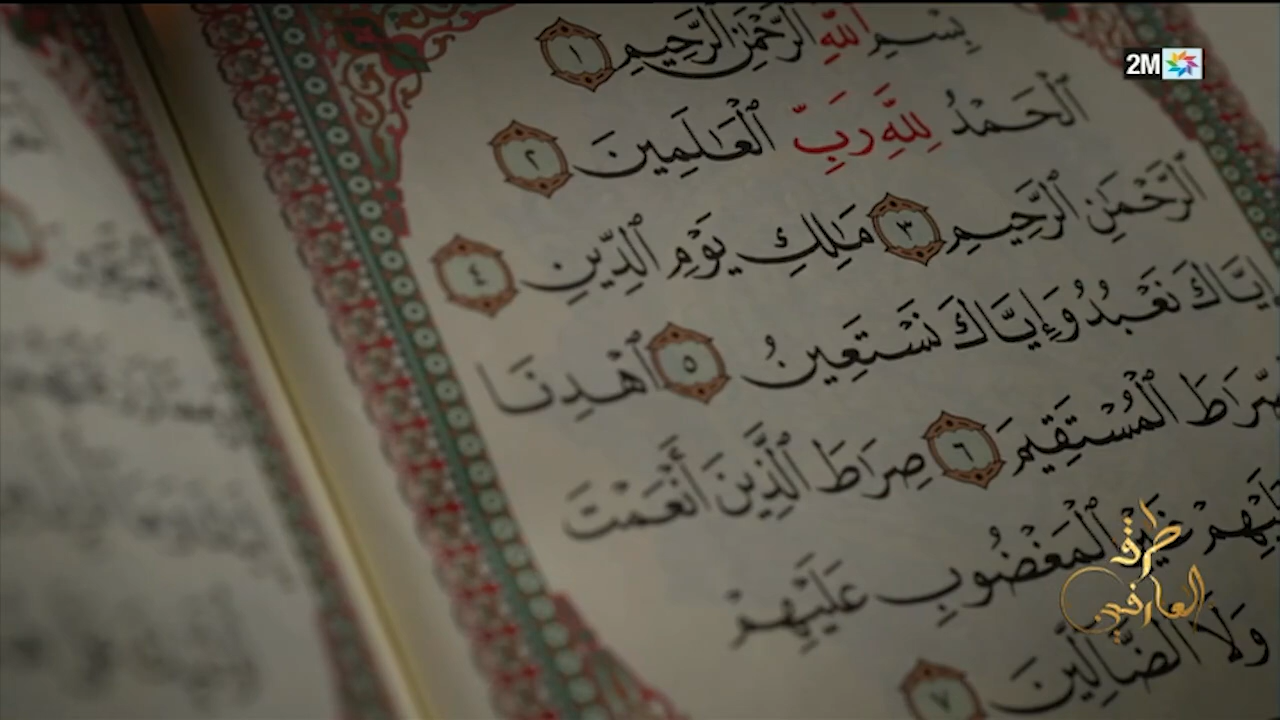 بِسْمِ ٱللَّهِ ٱلرَّحْمَٰنِ ٱلرَّحِيمِ ١
2M
ٱلْحَمْدُ لِلَّهِ رَبِّ ٱلْعَٰلَمِينَ ٢
ٱلرَّحْمَٰنِ ٱلرَّحِيمِ ٣ مَٰلِكِ يَوْمِ ٱلدِّينِ ٤
إِيَّاكَ نَعْبُدُ وَإِيَّاكَ نَسْتَعِينُ ٥ ٱهْدِنَا
ٱلصِّرَٰطَ ٱلْمُسْتَقِيمَ ٦ صِرَٰطَ ٱلَّذِينَ أَنْعَمْتَ
عَلَيْهِمْ غَيْرِ ٱلْمَغْضُوبِ عَلَيْهِمْ
وَلَا ٱلضَّآلِّينَ ٧
طرق
العارفين